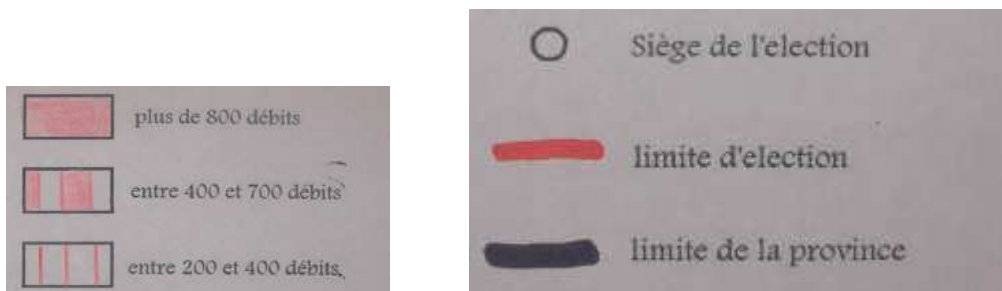 plus de 800 débits
entre 400 et 700 débits
entre 200 et 400 débits
Siège de l'election
limite d'election
limite de la province